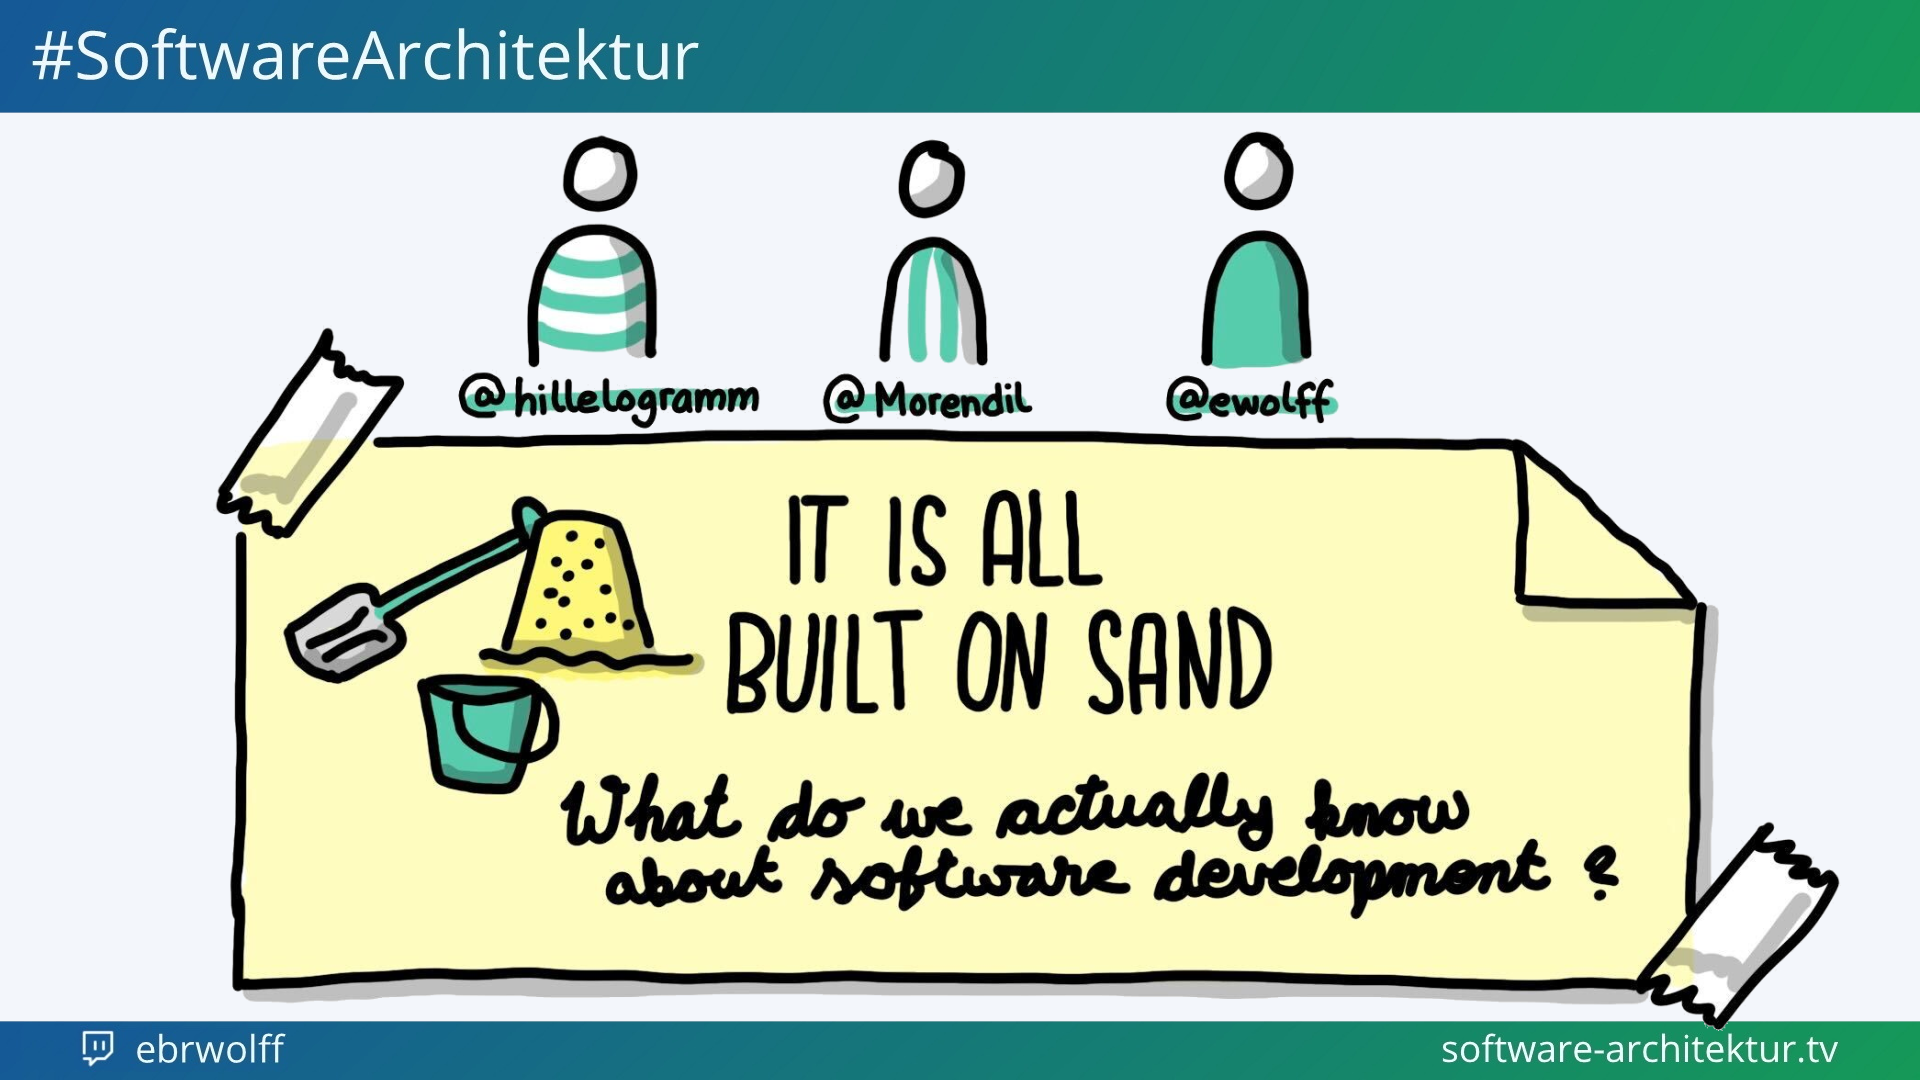 #SoftwareArchitektur
@hillelogramm @Morendil @ewolff
IT IS ALL
BUILT ON SAND
What do we actually know
about software development ?
ebrwolff software-architektur.tv